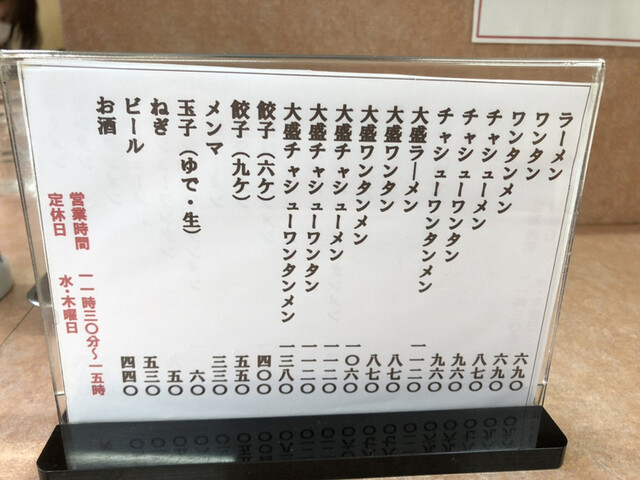 ラーメン 六九〇
ワンタン 六九〇
ワンタンメン 八七〇
チャシューメン 九六〇
チャシューワンタン 九六〇
チャシューワンタンメン 一一二〇
大盛ラーメン 八七〇
大盛ワンタン 八七〇
大盛ワンタンメン 一〇六〇
大盛チャシューメン 一一二〇
大盛チャシューワンタン 一一二〇
大盛チャシューワンタンメン 一三八〇
餃子（六ケ） 四〇〇
餃子（九ケ） 五五〇
メンマ 三三〇
玉子（ゆで・生） 六〇
ねぎ 五〇
ビール 五三〇
お酒 四四〇
営業時間 一一時三〇分～一五時
定休日 水・木曜日